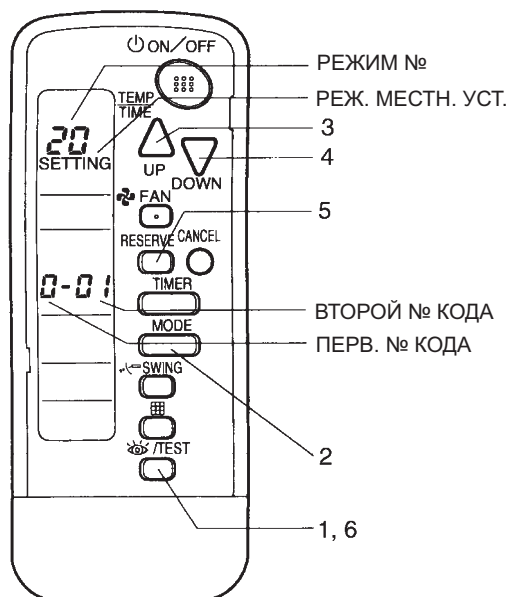 ON/OFF
РЕЖИМ №
TEMP
TIME
РЕЖ. МЕСТН. УСТ.
20
SETTING
3
UP
4
DOWN
FAN
5
RESERVE CANCEL
TIMER
0-01
ВТОРОЙ № КОДА
MODE
ПЕРВ. № КОДА
SWING
2
/TEST
1, 6